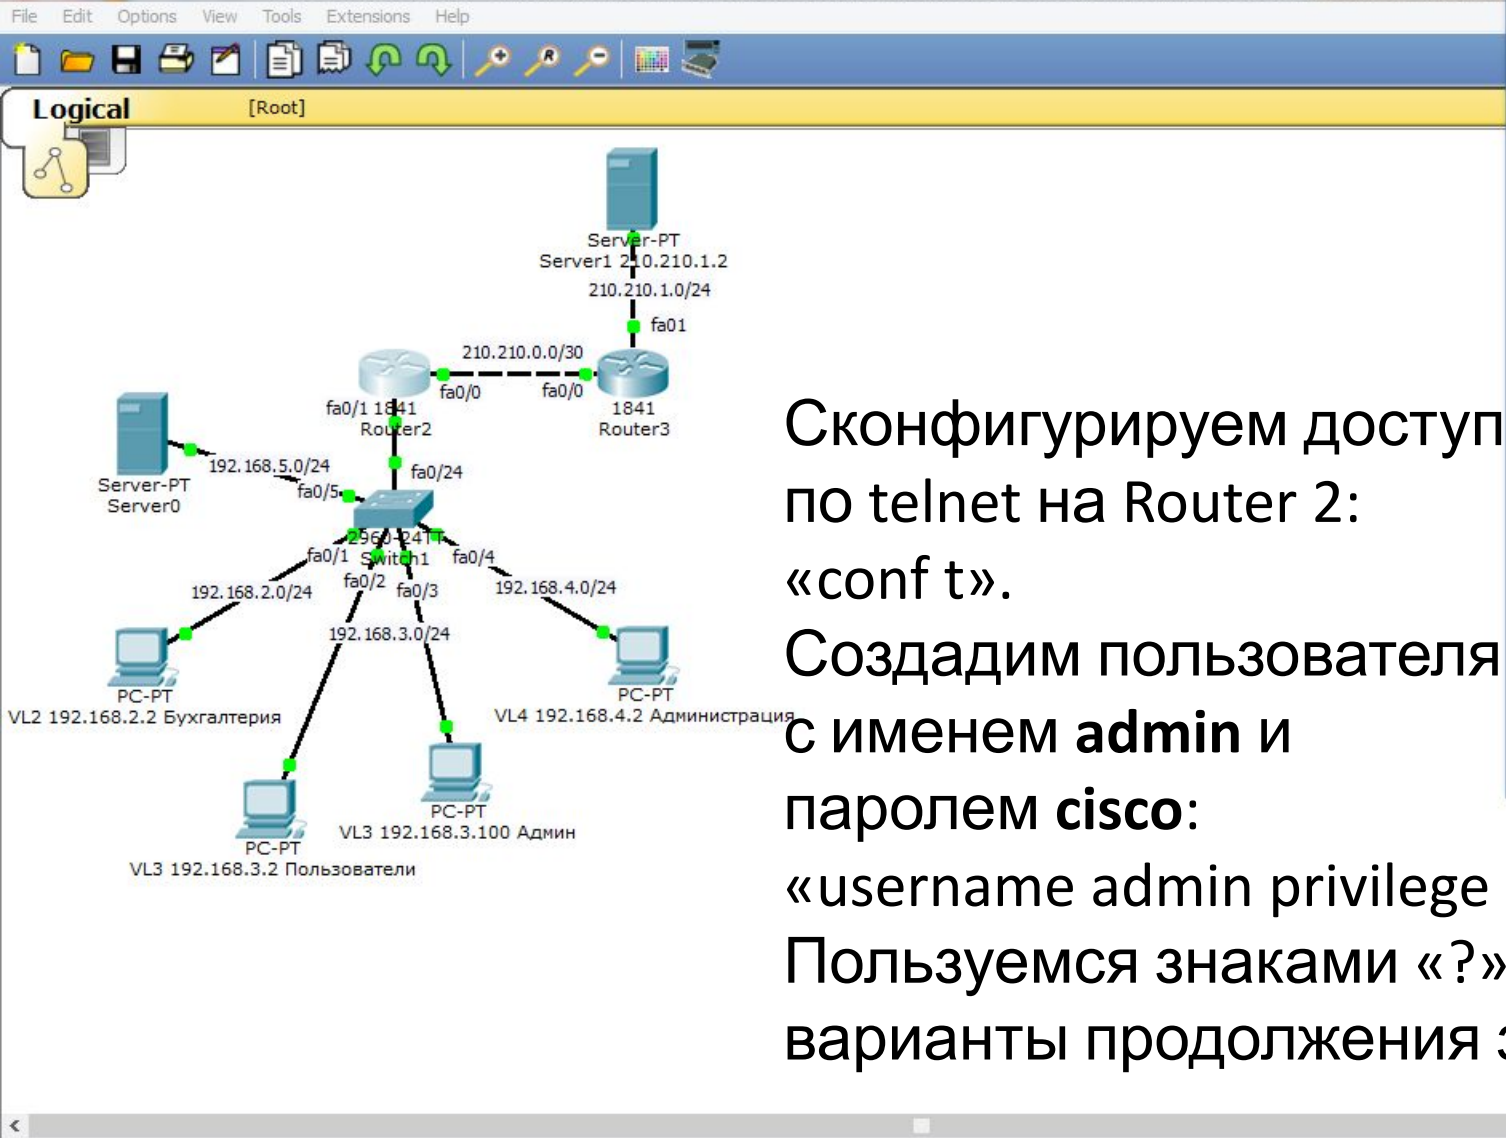 File Edit Options View Tools Extensions Help
R
Logical [Root]
Server-PT
Server1 210.210.1.2
210.210.1.0/24
fa01
210.210.0.0/30
fa0/0 fa0/0
fa0/1 1841
Router2
1841
Router3
fa0/24
192.168.5.0/24
fa0/5
Server-PT
Server0
2960-24TT
Switch1
fa0/1
fa0/2
fa0/3
fa0/4
192.168.2.0/24
192.168.4.0/24
192.168.3.0/24
PC-PT
VL2 192.168.2.2 Бухгалтерия
PC-PT
VL4 192.168.4.2 Администрация
PC-PT
VL3 192.168.3.100 Админ
PC-PT
VL3 192.168.3.2 Пользователи
Сконфигурируем доступ
по telnet на Router 2:
«conf t».
Создадим пользователя
с именем admin и
паролем cisco:
«username admin privilege
Пользуемся знаками «?»
варианты продолжения